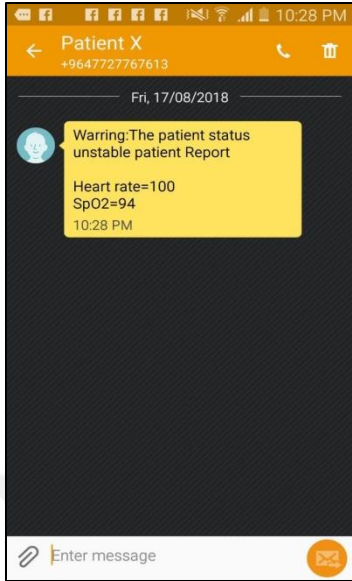 10:28 PM
Patient X
+9647727767613
Fri, 17/08/2018
Warring:The patient status
unstable patient Report
Heart rate=100
SpO2=94
10:28 PM
Enter message